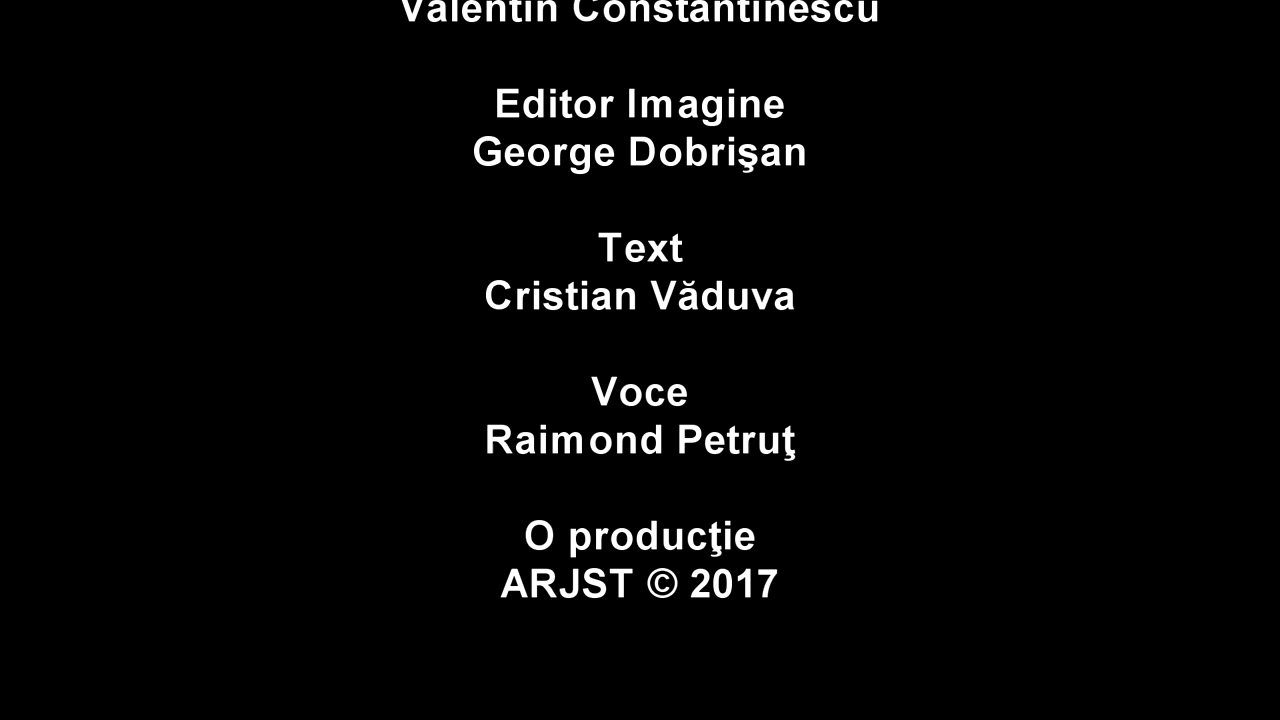 Valentin Constantinescu
Editor Imagine
George Dobrişan
Text
Cristian Văduva
Voce
Raimond Petruţ
O producţie
ARJST © 2017